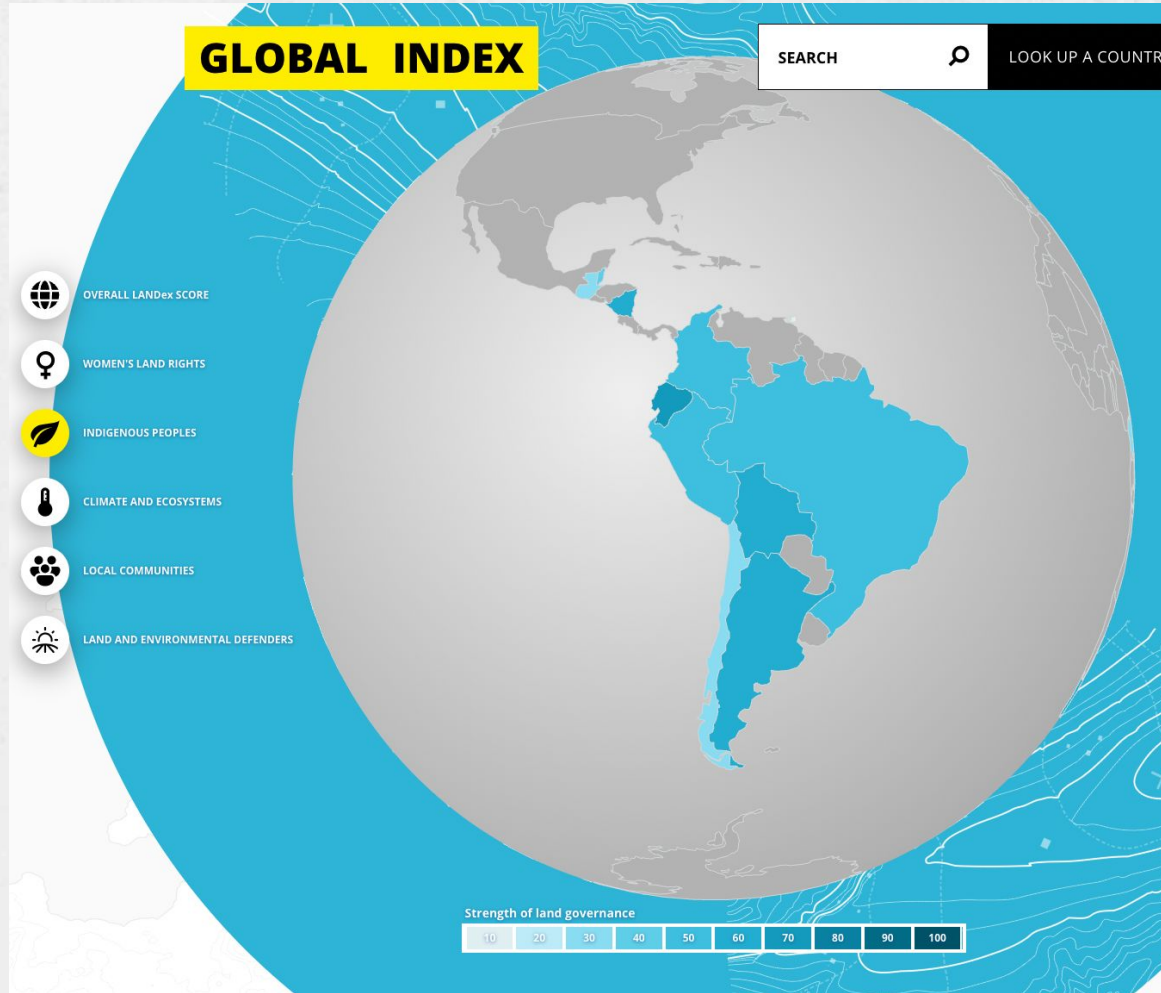 GLOBAL INDEX
SEARCH
LOOK UP A COUNTR
OVERALL LANDex SCORE
WOMEN'S LAND RIGHTS
INDIGENOUS PEOPLES
CLIMATE AND ECOSYSTEMS
LOCAL COMMUNITIES
LAND AND ENVIRONMENTAL DEFENDERS
Strength of land governance
10 20 30 40 50 60 70 80 90 100